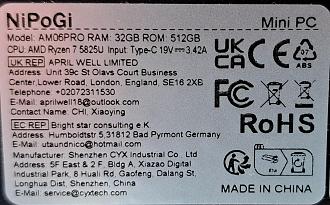 NiPoGi
Mini PC
Model: AM06PRO RAM: 32GB ROM: 512GB
CPU: AMD Ryzen 7 5825U Input: Type-C 19V⎓3.42A
UK REP APRIL WELL LIMITED
Address: Unit 39c St Olavs Court Business
Center,Lower Road, London, England, SE16 2XB
Telephone: +02072311530
E-mail: aprilwell18@outlook.com
Contact Name: CHI, Xiaoying
EC REP Bright star consulting e K
Address: Humboldtstr 5,31812 Bad Pyrmont Germany
E-mail: utaundnico@hotmail.com
Manufacturer: Shenzhen CYX Industrial Co., Ltd
Address: 5F East & 2 F, Bldg A, Xiazao Digital
Industrial Park, 8 Huali Rd, Gaofeng, Dalang St,
Longhua Dist, Shenzhen, China
E-mail: service@cyxtech.com
UK CA CE
ABS
FC
RoHS
MADE IN CHINA